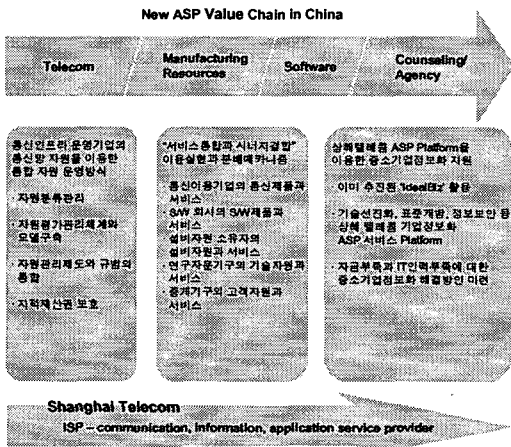 New ASP Value Chain in China
Telecom
Manufacturing
Resources
Software
Counseling/
Agency
통신인프라 운영기업의
통신망 자원을 이용한
통합 자원 운영방식
· 자원분류관리
· 자원평가관리체계와
모델구축
· 자원관리제도와 규범의
통합
· 지적재산권 보호
"서비스통합과 시너지결합"
이윤실현과 분배메카니즘
· 통신이용기업의 통신제품과
서비스
· S/W 회사의 S/W제품과
서비스
설비자원 소유자의
설비자원과 서비스
· 연구자문기구의 기술자원과
서비스
· 중계기구의 고객자원과
서비스
상해텔레콤 ASP Platform을
이용한 중소기업정보화 지원
· 이미 추진된 'IdealBiz' 활용
· 기술선진화, 표준개방, 정보보안 등
상해 텔레콤 기업정보화
ASP 서비스 Platform
· 자금부족과 IT인력부족에 대한
중소기업정보화 해결방안 마련
Shanghai Telecom
ISP – communication, information, application service provider